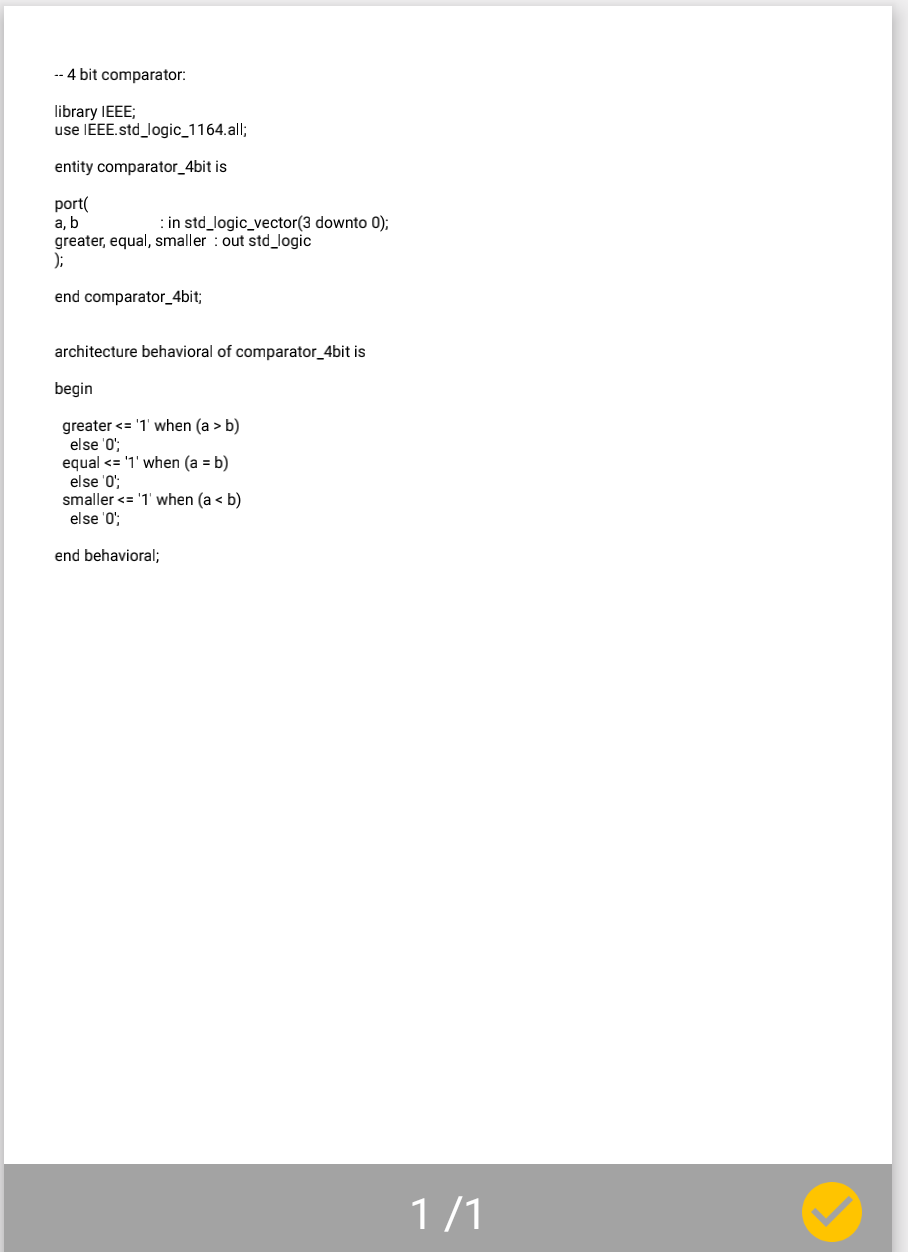 -- 4 bit comparator:
library IEEE;
use IEEE.std_logic_1164.all;
entity comparator_4bit is
port(
a, b : in std_logic_vector(3 downto 0);
greater, equal, smaller : out std_logic
);
end comparator_4bit;
architecture behavioral of comparator_4bit is
begin
greater <= '1' when (a > b)
else '0';
equal <= '1' when (a = b)
else '0';
smaller <= '1' when (a < b)
else '0';
end behavioral;
1 /1